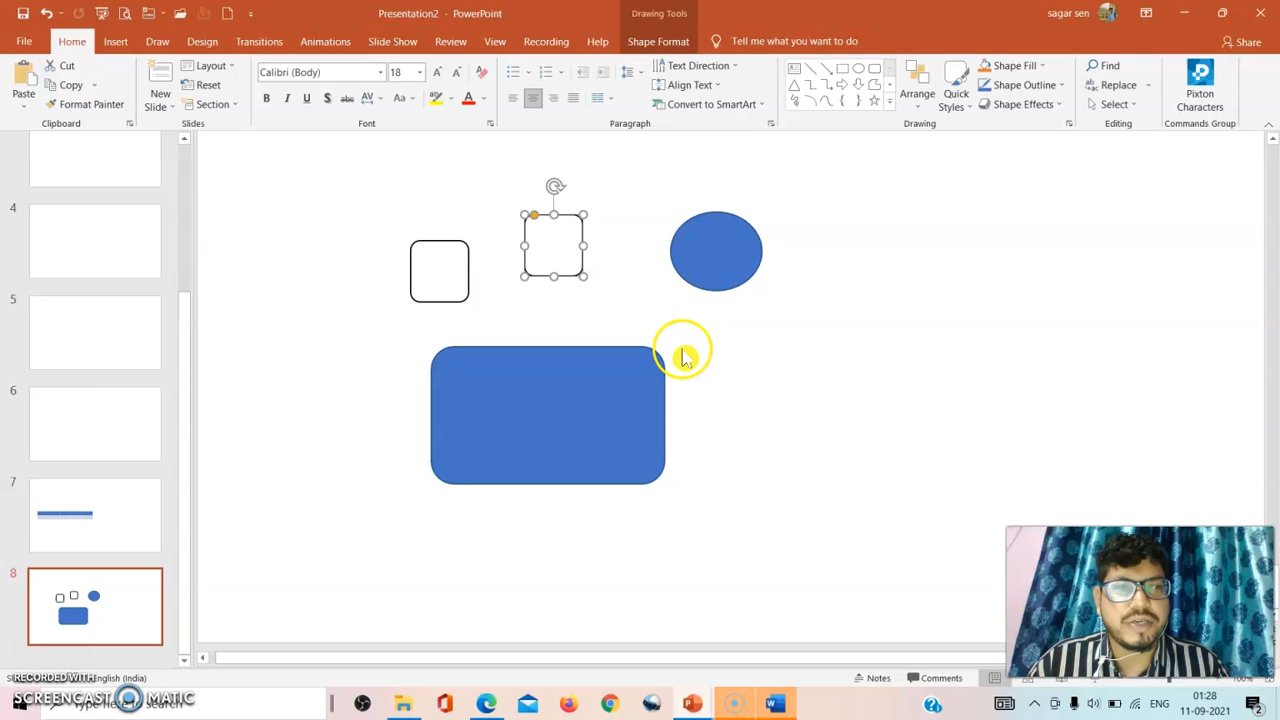 Presentation2 - PowerPoint
Drawing Tools
sagar sen
File
Home
Insert
Draw
Design
Transitions
Animations
Slide Show
Review
View
Recording
Help
Shape Format
Tell me what you want to do
Share
Paste
Cut
Copy
Format Painter
Clipboard
New
Slide
Layout
Reset
Section
Slides
Calibri (Body)
18
Font
Text Direction
Align Text
Convert to SmartArt
Paragraph
Arrange
Quick
Styles
Shape Fill
Shape Outline
Shape Effects
Drawing
Find
Replace
Select
Editing
Pixton
Characters
Commands Group
4
5
6
7
8
English (India)
Notes
Comments
RECORDED WITH
SCREENCAST MATIC
ENG
01:28
11-09-2021
2